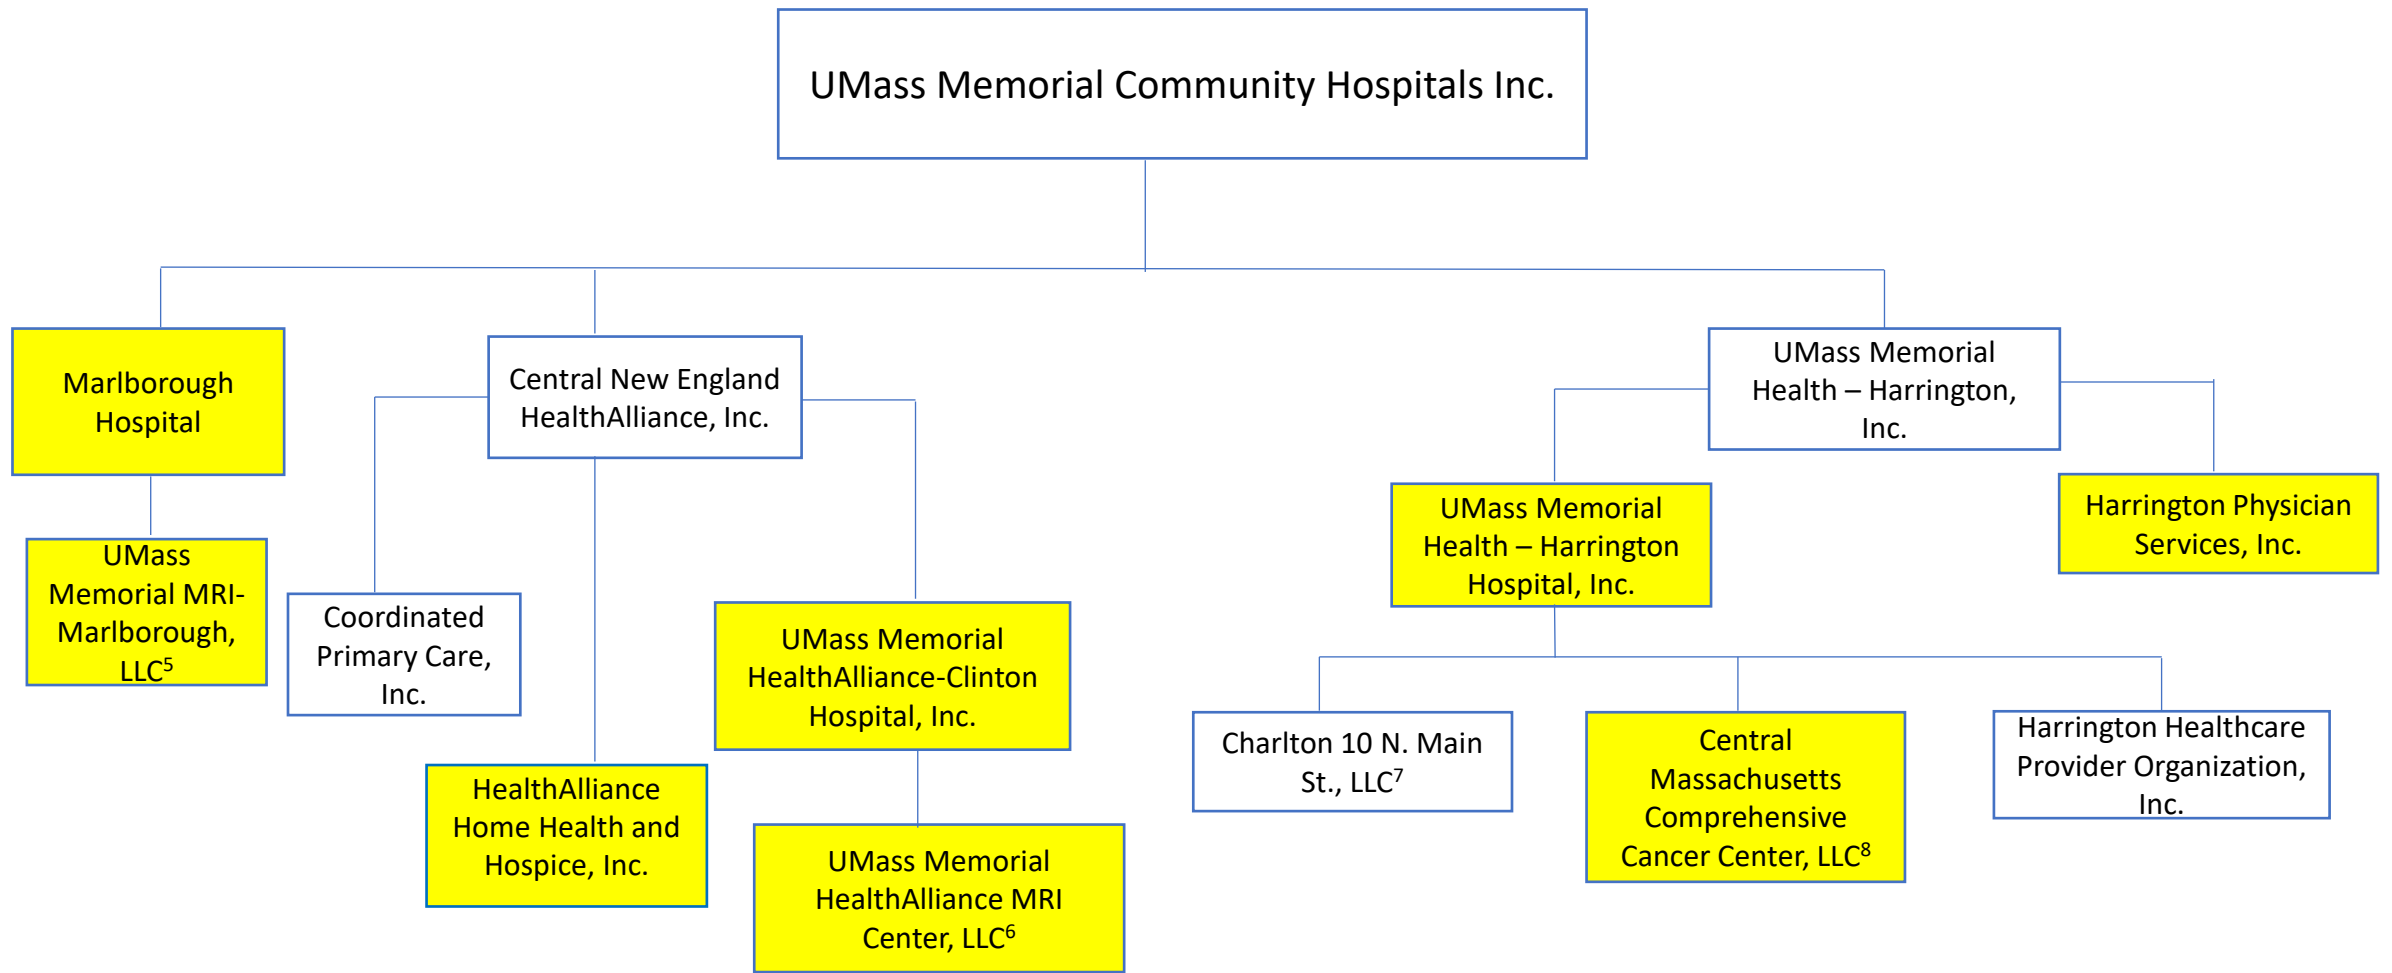 UMass Memorial Community Hospitals Inc.
Marlborough
Hospital
Central New England
HealthAlliance, Inc.
UMass Memorial
Health – Harrington,
Inc.
UMass
Memorial MRI-
Marlborough,
LLC⁵
Coordinated
Primary Care,
Inc.
HealthAlliance
Home Health and
Hospice, Inc.
UMass Memorial
HealthAlliance-Clinton
Hospital, Inc.
UMass Memorial
HealthAlliance MRI
Center, LLC⁶
UMass Memorial
Health – Harrington
Hospital, Inc.
Harrington Physician
Services, Inc.
Charlton 10 N. Main
St., LLC⁷
Central
Massachusetts
Comprehensive
Cancer Center, LLC⁸
Harrington Healthcare
Provider Organization,
Inc.